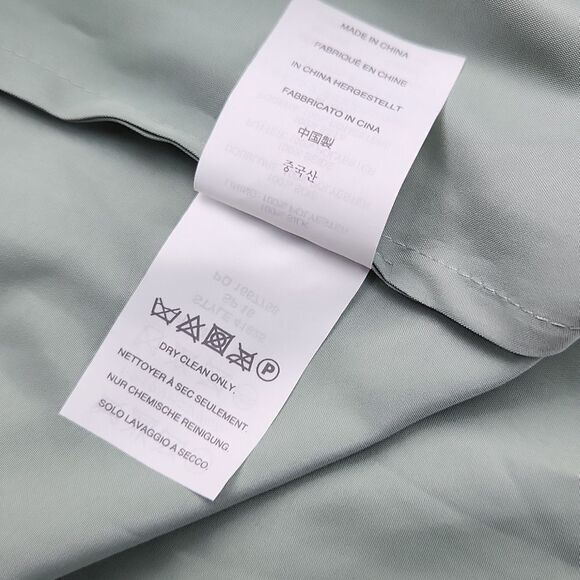 MADE IN CHINA
FABRIQUÉ EN CHINE
IN CHINA HERGESTELLT
FABBRICATO IN CINA
中国製
중국산
P
DRY CLEAN ONLY.
NETTOYER À SEC SEULEMENT
NUR CHEMISCHE REINIGUNG
SOLO LAVAGGIO A SECCO.